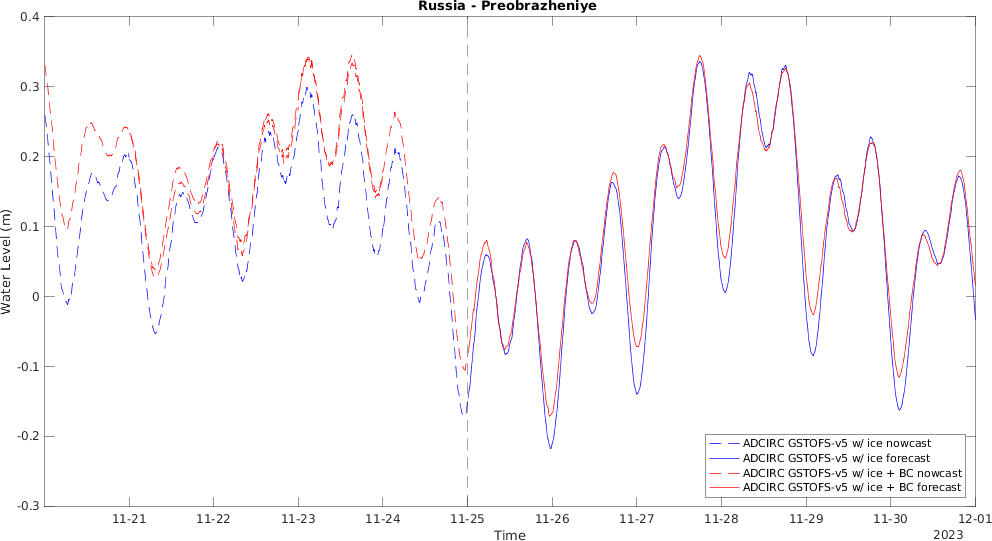 Russia - Preobrazheniye
Water Level (m)
0.4
0.3
0.2
0.1
0
-0.1
-0.2
-0.3
11-21 11-22 11-23 11-24 11-25 11-26 11-27 11-28 11-29 11-30 12-01
Time
2023
ADCIRC GSTOFS-v5 w/ ice nowcast
ADCIRC GSTOFS-v5 w/ ice forecast
ADCIRC GSTOFS-v5 w/ ice + BC nowcast
ADCIRC GSTOFS-v5 w/ ice + BC forecast